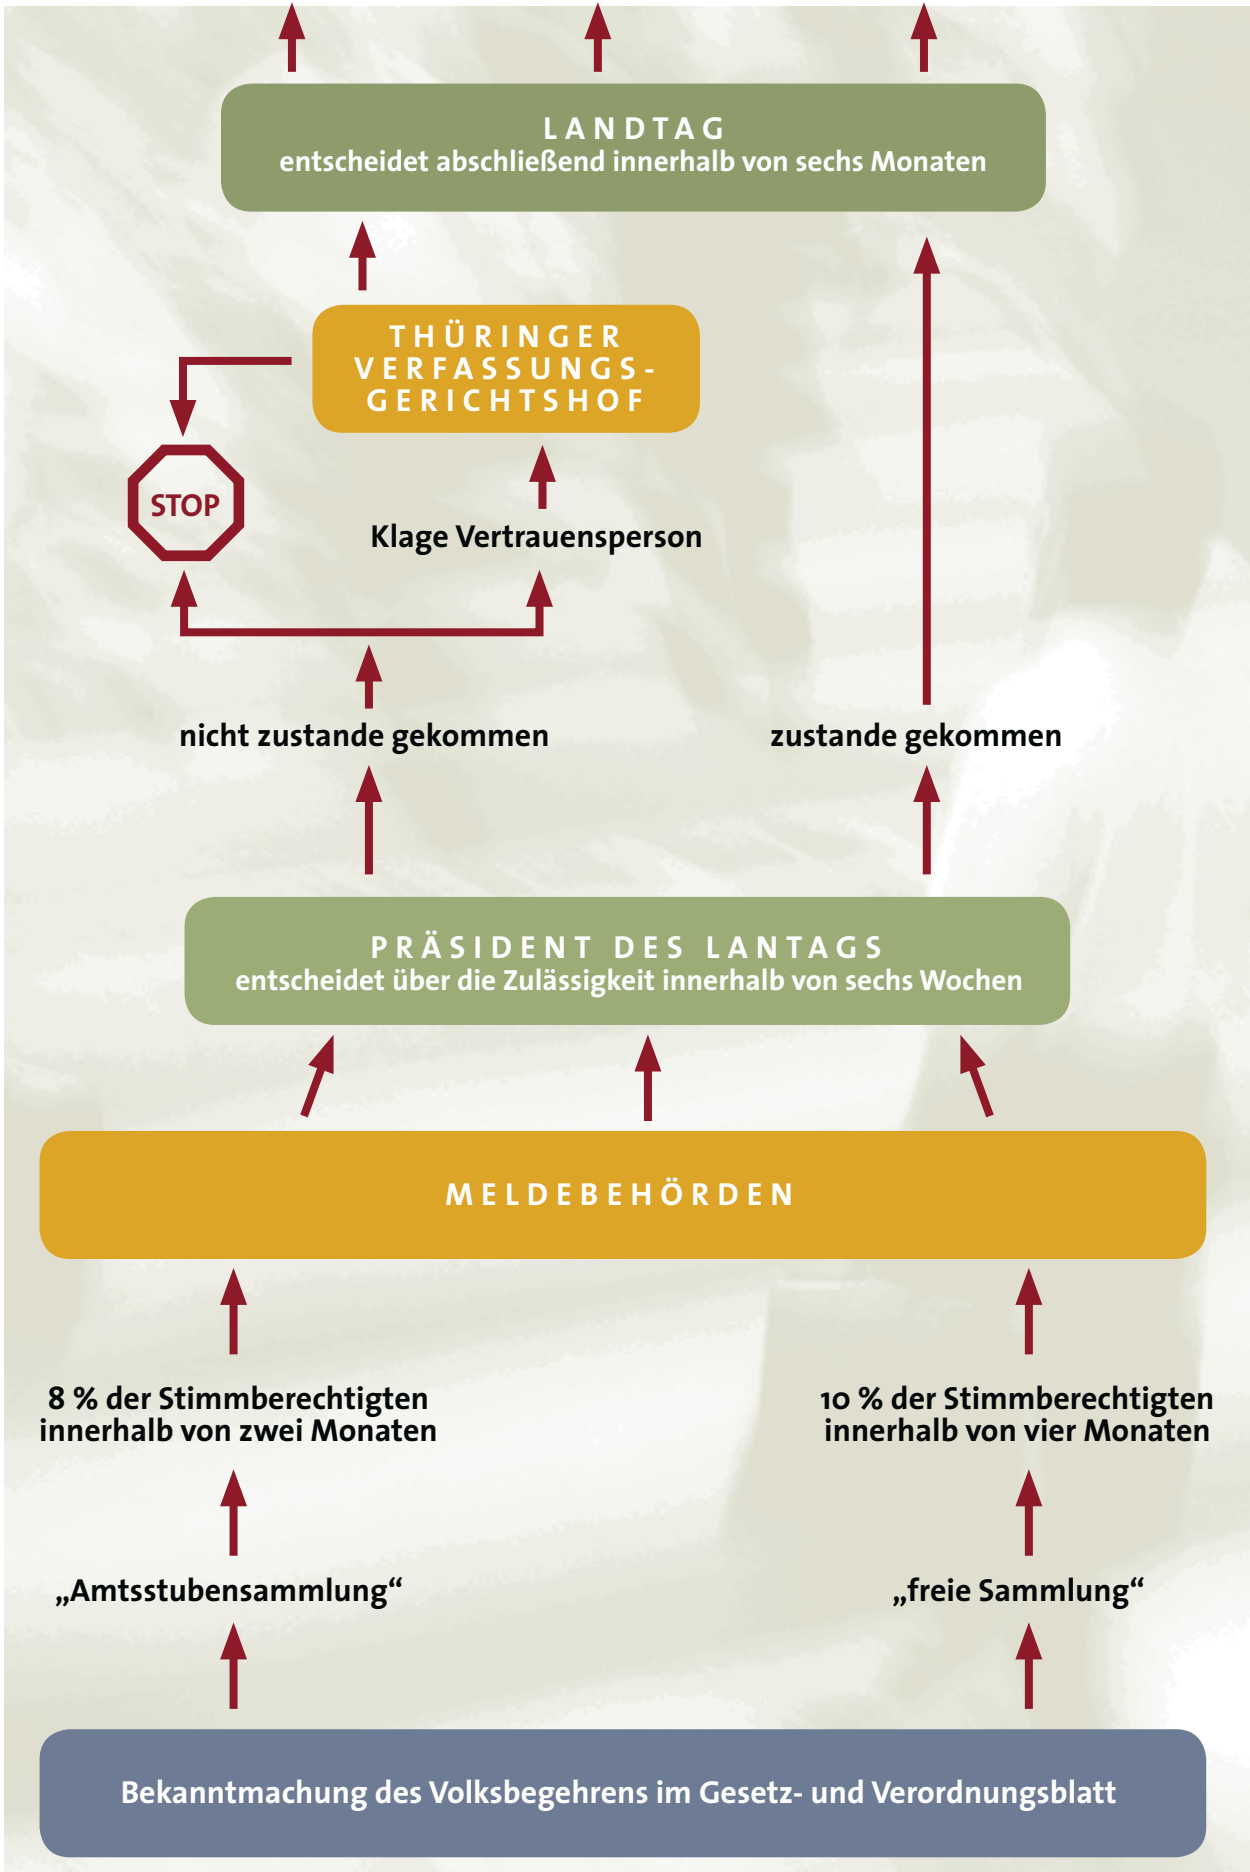 LANDTAG
entscheidet abschließend innerhalb von sechs Monaten
THÜRINGER
VERFASSUNGS-
GERICHTSHOF
STOP
Klage Vertrauensperson
nicht zustande gekommen
zustande gekommen
PRÄSIDENT DES LANTAGS
entscheidet über die Zulässigkeit innerhalb von sechs Wochen
MELDEBEHÖRDEN
8 % der Stimmberechtigten
innerhalb von zwei Monaten
10 % der Stimmberechtigten
innerhalb von vier Monaten
„Amtsstubensammlung“
„freie Sammlung“
Bekanntmachung des Volksbegehrens im Gesetz- und Verordnungsblatt